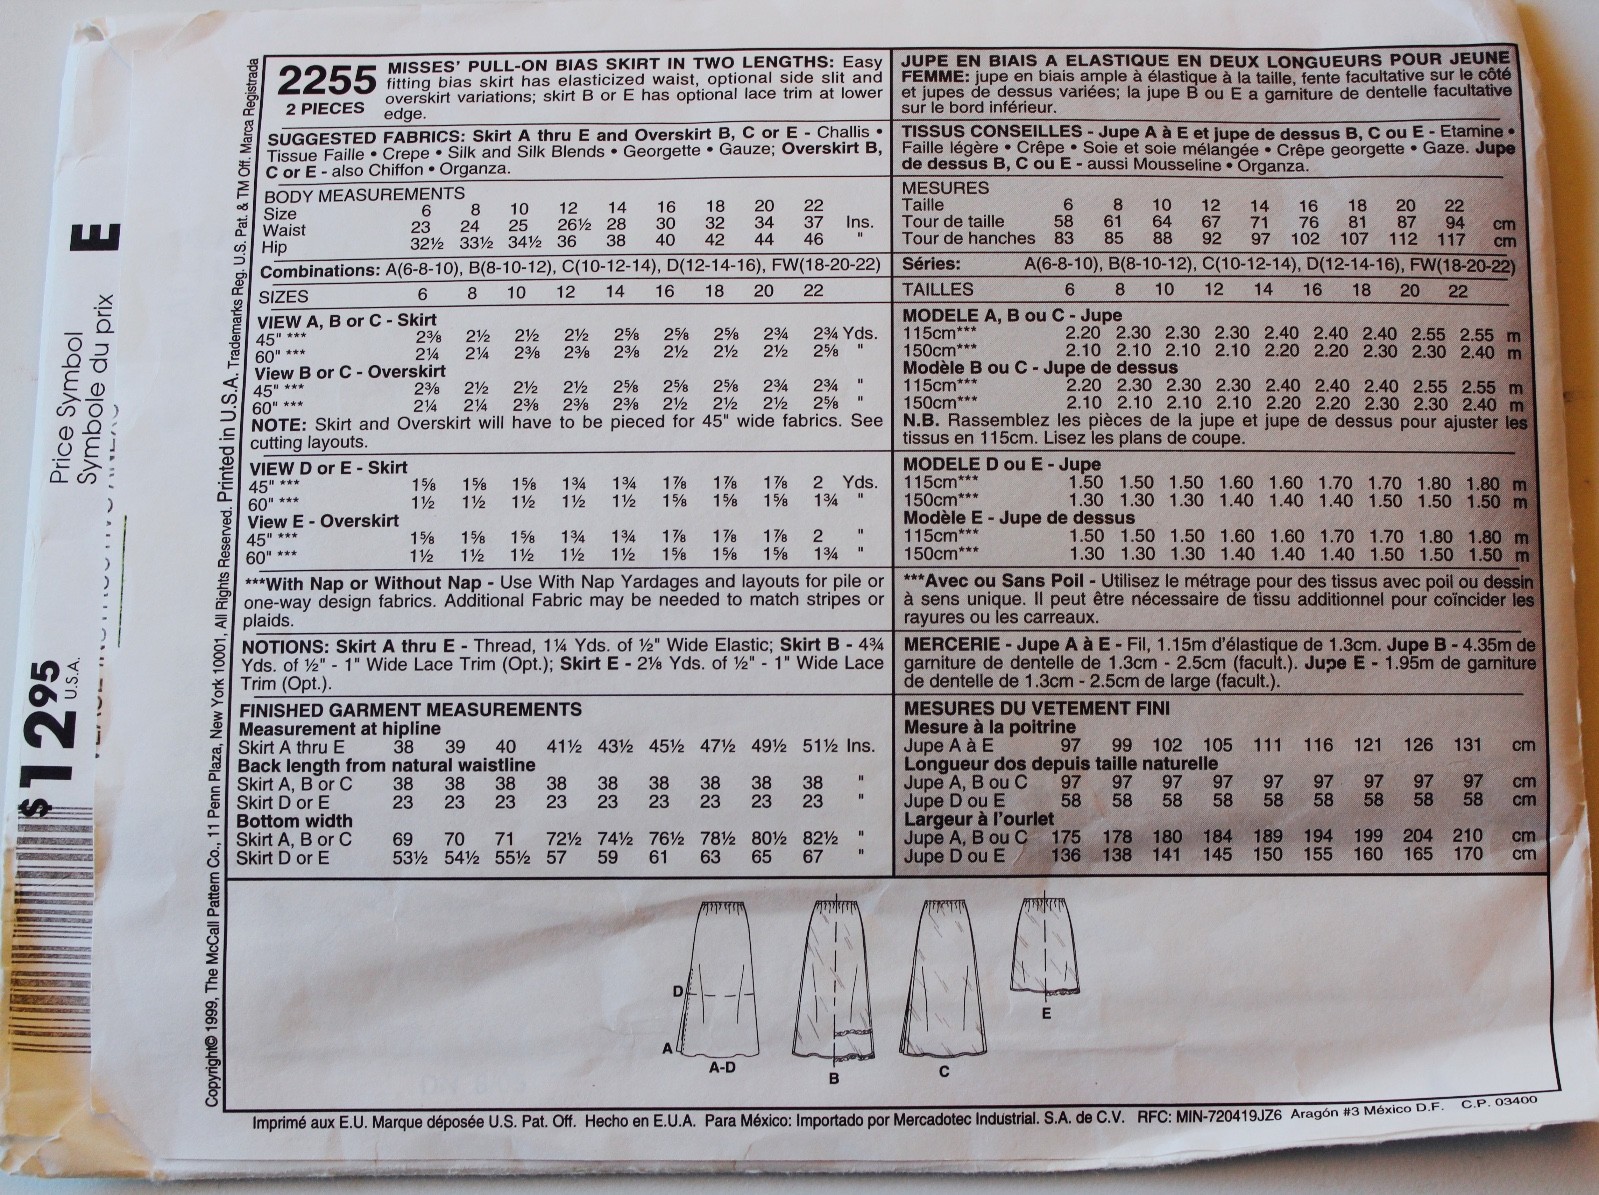 2255
2 PIECES
MISSES' PULL-ON BIAS SKIRT IN TWO LENGTHS: Easy
fitting bias skirt has elasticized waist, optional side slit and
overskirt variations; skirt B or E has optional lace trim at lower
edge.
SUGGESTED FABRICS: Skirt A thru E and Overskirt B, C or E - Challis •
Tissue Faille • Crepe • Silk and Silk Blends • Georgette • Gauze; Overskirt B,
C or E - also Chiffon • Organza.
BODY MEASUREMENTS
Size 6 8 10 12 14 16 18 20 22
Waist 23 24 25 26½ 28 30 32 34 37 Ins.
Hip 32½ 33½ 34½ 36 38 40 42 44 46 "
Combinations: A(6-8-10), B(8-10-12), C(10-12-14), D(12-14-16), FW(18-20-22)
SIZES 6 8 10 12 14 16 18 20 22
VIEW A, B or C - Skirt
45" *** 2⅜ 2½ 2½ 2½ 2⅝ 2⅝ 2⅝ 2¾ 2¾ Yds.
60" *** 2¼ 2¼ 2⅜ 2⅜ 2⅜ 2½ 2½ 2½ 2⅝ "
View B or C - Overskirt
45" *** 2⅜ 2½ 2½ 2½ 2⅝ 2⅝ 2⅝ 2¾ 2¾ "
60" *** 2¼ 2¼ 2⅜ 2⅜ 2⅜ 2½ 2½ 2½ 2⅝ "
NOTE: Skirt and Overskirt will have to be pieced for 45" wide fabrics. See
cutting layouts.
VIEW D or E - Skirt
45" *** 1⅝ 1⅝ 1⅝ 1¾ 1¾ 1⅞ 1⅞ 1⅞ 2 Yds.
60" *** 1½ 1½ 1½ 1½ 1½ 1⅝ 1⅝ 1⅝ 1¾ "
View E - Overskirt
45" *** 1⅝ 1⅝ 1⅝ 1¾ 1¾ 1⅞ 1⅞ 1⅞ 2 "
60" *** 1½ 1½ 1½ 1½ 1½ 1⅝ 1⅝ 1⅝ 1¾ "
***With Nap or Without Nap - Use With Nap Yardages and layouts for pile or
one-way design fabrics. Additional Fabric may be needed to match stripes or
plaids.
NOTIONS: Skirt A thru E - Thread, 1¼ Yds. of ½" Wide Elastic; Skirt B - 4¾
Yds. of ½" - 1" Wide Lace Trim (Opt.); Skirt E - 2⅛ Yds. of ½" - 1" Wide Lace
Trim (Opt.).
FINISHED GARMENT MEASUREMENTS
Measurement at hipline
Skirt A thru E 38 39 40 41½ 43½ 45½ 47½ 49½ 51½ Ins.
Back length from natural waistline
Skirt A, B or C 38 38 38 38 38 38 38 38 38 "
Skirt D or E 23 23 23 23 23 23 23 23 23 "
Bottom width
Skirt A, B or C 69 70 71 72½ 74½ 76½ 78½ 80½ 82½ "
Skirt D or E 53½ 54½ 55½ 57 59 61 63 65 67 "
JUPE EN BIAIS A ELASTIQUE EN DEUX LONGUEURS POUR JEUNE
FEMME: jupe en biais ample à élastique à la taille, fente facultative sur le côté
et jupes de dessus variées; la jupe B ou E a garniture de dentelle facultative
sur le bord inférieur.
TISSUS CONSEILLES - Jupe A à E et jupe de dessus B, C ou E - Etamine •
Faille légère • Crêpe • Soie et soie mélangée • Crêpe georgette • Gaze. Jupe
de dessus B, C ou E - aussi Mousseline • Organza.
MESURES
Taille 6 8 10 12 14 16 18 20 22
Tour de taille 58 61 64 67 71 76 81 87 94 cm
Tour de hanches 83 85 88 92 97 102 107 112 117 cm
Séries: A(6-8-10), B(8-10-12), C(10-12-14), D(12-14-16), FW(18-20-22)
TAILLES 6 8 10 12 14 16 18 20 22
MODELE A, B ou C - Jupe
115cm*** 2.20 2.30 2.30 2.30 2.40 2.40 2.40 2.55 2.55 m
150cm*** 2.10 2.10 2.10 2.10 2.20 2.20 2.30 2.30 2.40 m
Modèle B ou C - Jupe de dessus
115cm*** 2.20 2.30 2.30 2.30 2.40 2.40 2.40 2.55 2.55 m
150cm*** 2.10 2.10 2.10 2.10 2.20 2.20 2.30 2.30 2.40 m
N.B. Rassemblez les pièces de la jupe et jupe de dessus pour ajuster les
tissus en 115cm. Lisez les plans de coupe.
MODELE D ou E - Jupe
115cm*** 1.50 1.50 1.50 1.60 1.60 1.70 1.70 1.80 1.80 m
150cm*** 1.30 1.30 1.30 1.40 1.40 1.40 1.50 1.50 1.50 m
Modèle E - Jupe de dessus
115cm*** 1.50 1.50 1.50 1.60 1.60 1.70 1.70 1.80 1.80 m
150cm*** 1.30 1.30 1.30 1.40 1.40 1.40 1.50 1.50 1.50 m
***Avec ou Sans Poil - Utilisez le métrage pour des tissus avec poil ou dessin
à sens unique. Il peut être nécessaire de tissu additionnel pour coïncider les
rayures ou les carreaux.
MERCERIE - Jupe A à E - Fil, 1.15m d'élastique de 1.3cm. Jupe B - 4.35m de
garniture de dentelle de 1.3cm - 2.5cm (facult.). Jupe E - 1.95m de garniture
de dentelle de 1.3cm - 2.5cm de large (facult.).
MESURES DU VETEMENT FINI
Mesure à la poitrine
Jupe A à E 97 99 102 105 111 116 121 126 131 cm
Longueur dos depuis taille naturelle
Jupe A, B ou C 97 97 97 97 97 97 97 97 97 cm
Jupe D ou E 58 58 58 58 58 58 58 58 58 cm
Largeur à l'ourlet
Jupe A, B ou C 175 178 180 184 189 194 199 204 210 cm
Jupe D ou E 136 138 141 145 150 155 160 165 170 cm
D
A
A-D
B
C
E
Imprimé aux E.U. Marque déposée U.S. Pat. Off. Hecho en E.U.A. Para México: Importado por Mercadotec Industrial. S.A. de C.V. RFC: MIN-720419JZ6 Aragón #3 México D.F. C.P. 03400
Copyright© 1999, The McCall Pattern Co., 11 Penn Plaza, New York 10001, All Rights Reserved. Printed in U.S.A. Trademarks Reg. U.S. Pat. & TM Off. Marca Registrada
Price Symbol
Symbole du prix
E
$12 95
U.S.A.